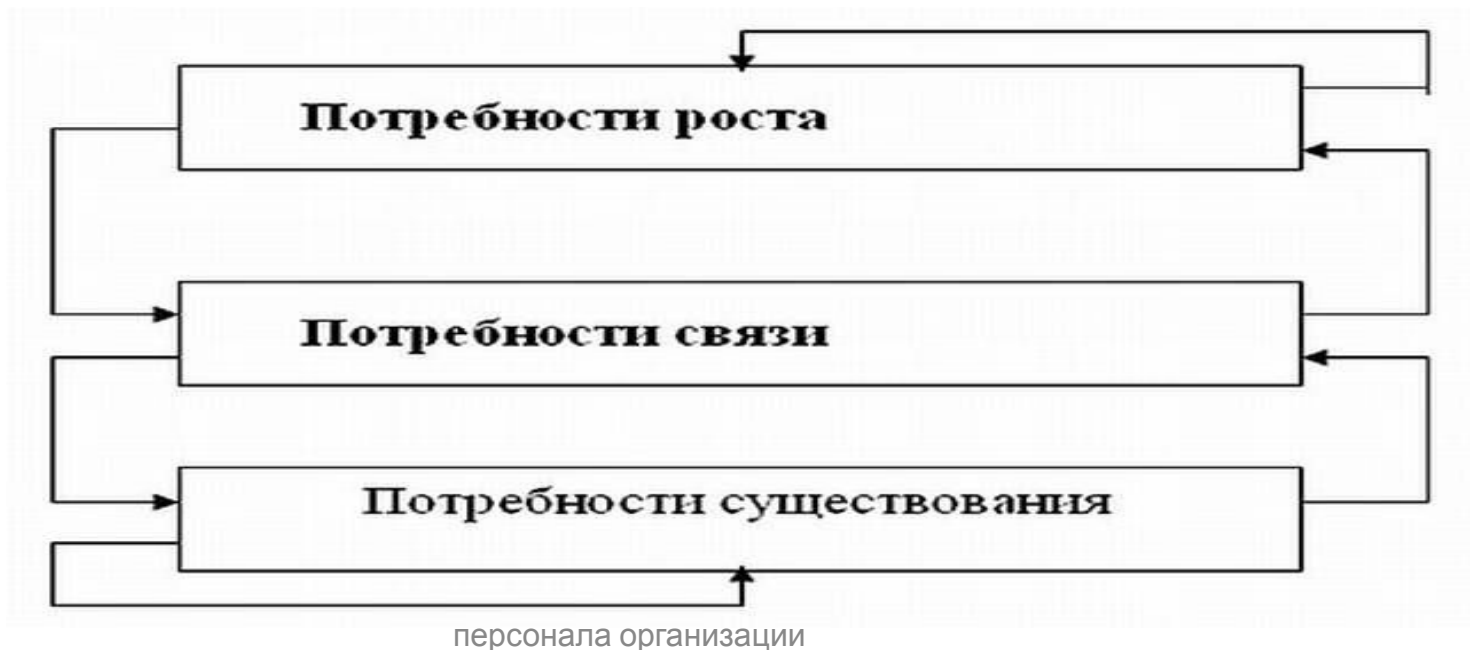 Потребности роста
Потребности связи
Потребности существования
персонала организации